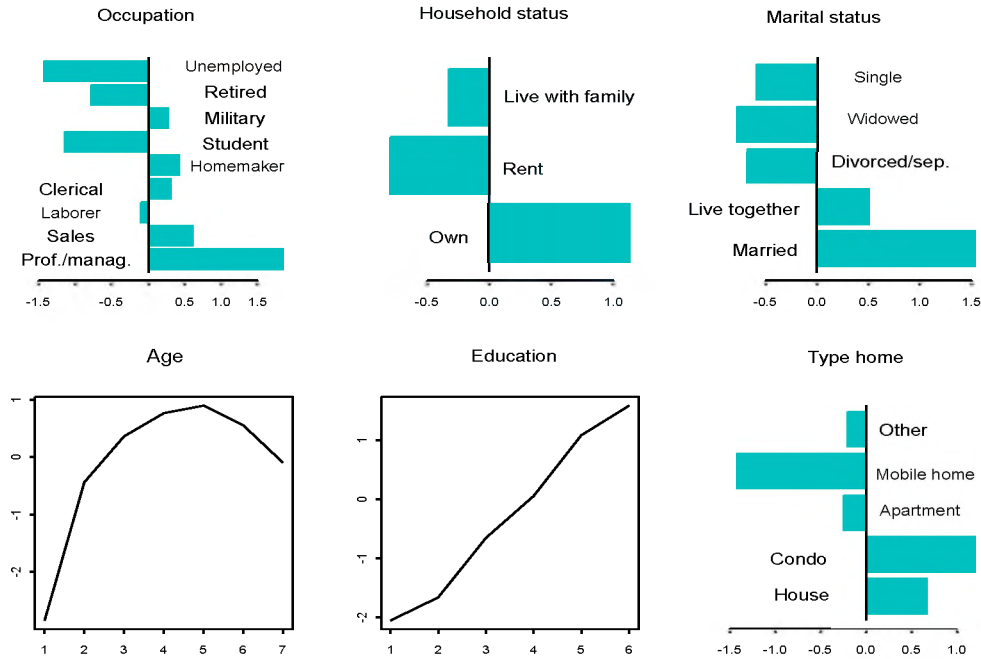 Occupation
Unemployed
Retired
Military
Student
Homemaker
Clerical
Laborer
Sales
Prof./manag.
-1.5 -0.5 0.0 0.5 1.0 1.5
Household status
Live with family
Rent
Own
-0.5 0.0 0.5 1.0
Marital status
Single
Widowed
Divorced/sep.
Live together
Married
-0.5 0.0 0.5 1.0 1.5
Age
1
0
-1
-2
1 2 3 4 5 6 7
Education
1
0
-1
-2
1 2 3 4 5 6
Type home
Other
Mobile home
Apartment
Condo
House
-1.5 -1.0 -0.5 0.0 0.5 1.0